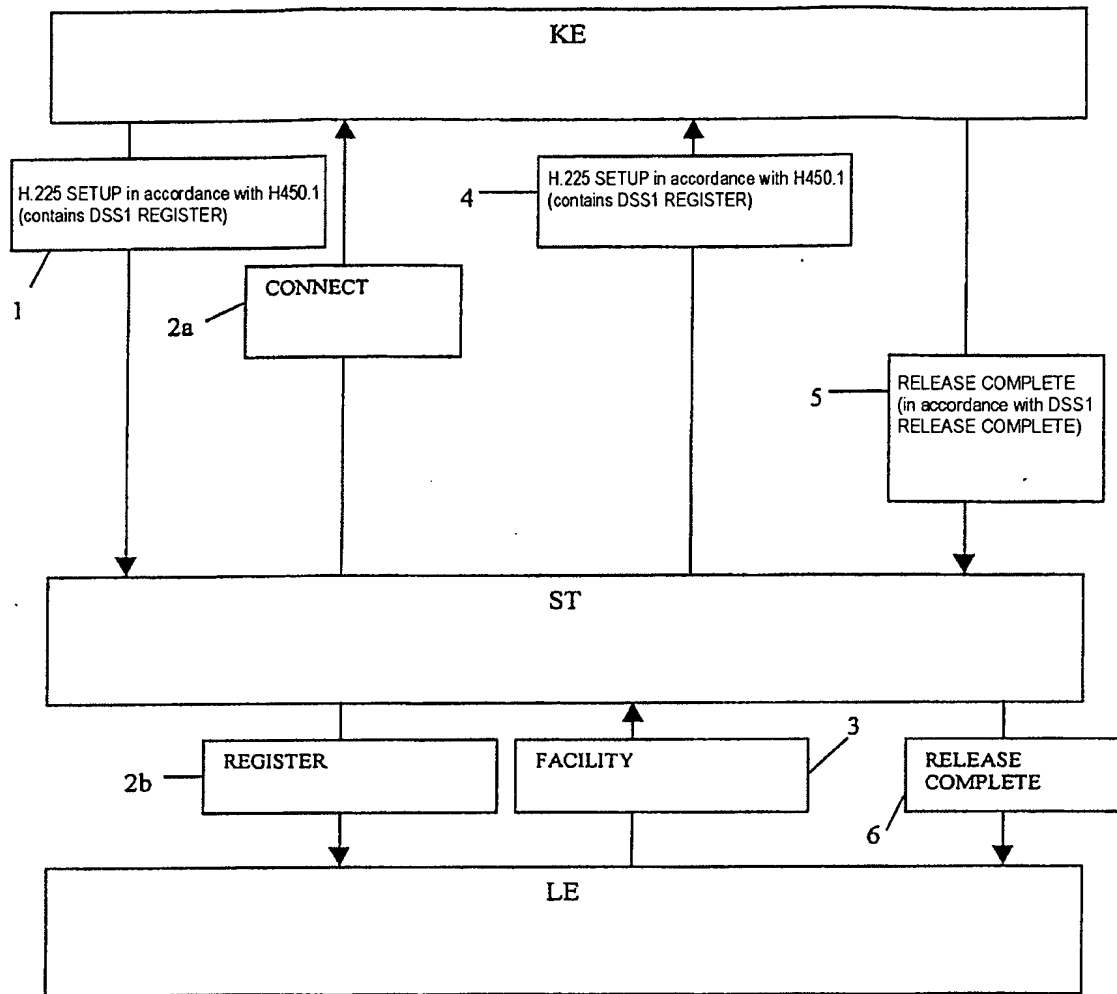 KE
H.225 SETUP in accordance with H450.1
(contains DSS1 REGISTER)
1
CONNECT
2a
4
H.225 SETUP in accordance with H450.1
(contains DSS1 REGISTER)
5
RELEASE COMPLETE
(in accordance with DSS1
RELEASE COMPLETE)
ST
2b
REGISTER
FACILITY
3
RELEASE
COMPLETE
6
LE